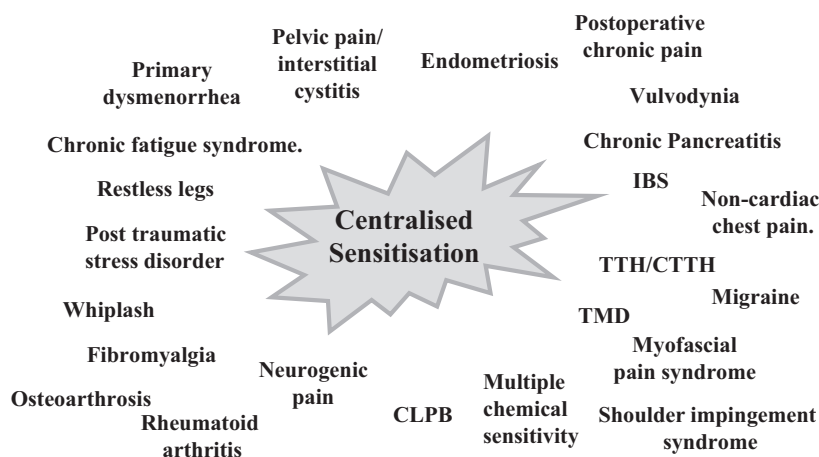 Pelvic pain/
interstitial
cystitis
Endometriosis
Postoperative
chronic pain
Primary
dysmenorrhea
Vulvodynia
Chronic fatigue syndrome.
Chronic Pancreatitis
Restless legs
IBS
Non-cardiac
chest pain.
Centralised
Sensitisation
Post traumatic
stress disorder
TTH/CTTH
Migraine
Whiplash
TMD
Fibromyalgia
Myofascial
pain syndrome
Neurogenic
pain
Osteoarthrosis
Rheumatoid
arthritis
CLPB
Multiple
chemical
sensitivity
Shoulder impingement
syndrome